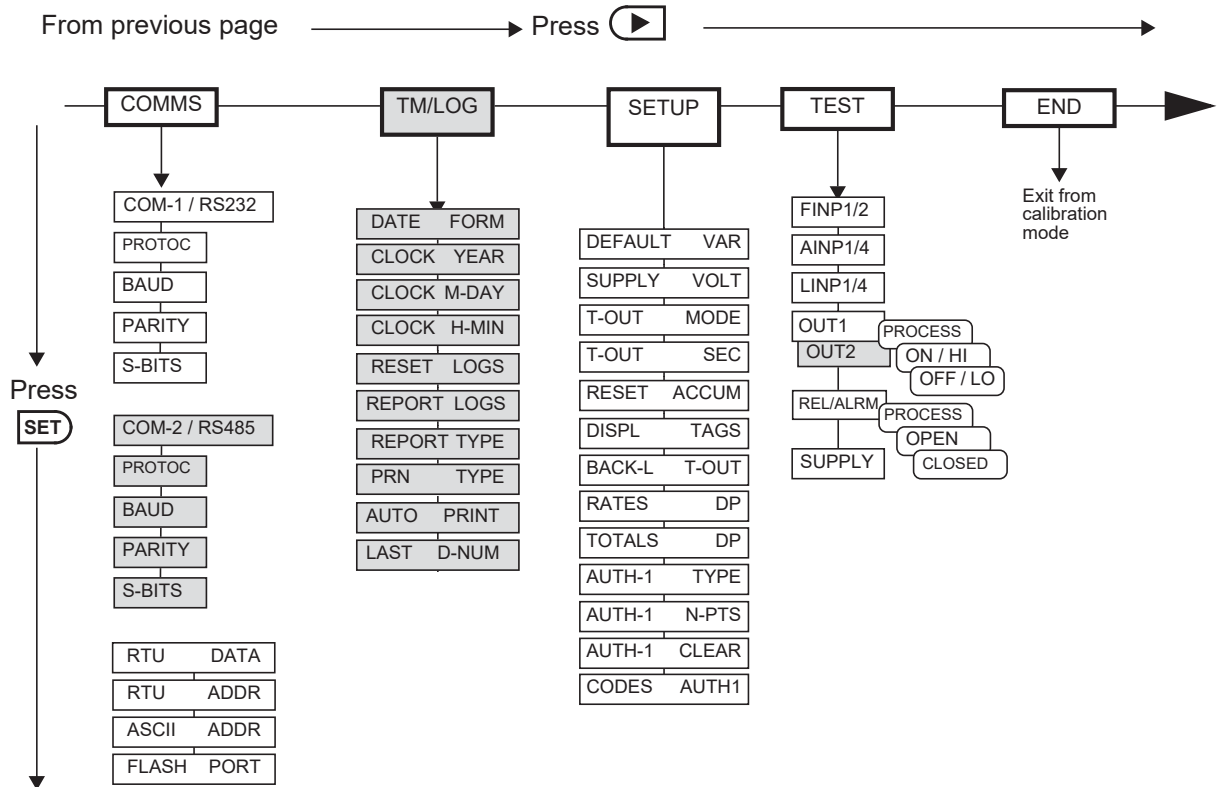 From previous page
Press
COMMS
TM/LOG
SETUP
TEST
END
COM-1 / RS232
PROTOC
BAUD
PARITY
S-BITS
COM-2 / RS485
PROTOC
BAUD
PARITY
S-BITS
RTU DATA
RTU ADDR
ASCII ADDR
FLASH PORT
DATE FORM
CLOCK YEAR
CLOCK M-DAY
CLOCK H-MIN
RESET LOGS
REPORT LOGS
REPORT TYPE
PRN TYPE
AUTO PRINT
LAST D-NUM
DEFAULT VAR
SUPPLY VOLT
T-OUT MODE
T-OUT SEC
RESET ACCUM
DISPL TAGS
BACK-L T-OUT
RATES DP
TOTALS DP
AUTH-1 TYPE
AUTH-1 N-PTS
AUTH-1 CLEAR
CODES AUTH1
FINP1/2
AINP1/4
LINP1/4
OUT1
OUT2
PROCESS
ON / HI
OFF / LO
REL/ALRM
PROCESS
OPEN
CLOSED
SUPPLY
Exit from
calibration
mode
Press
SET